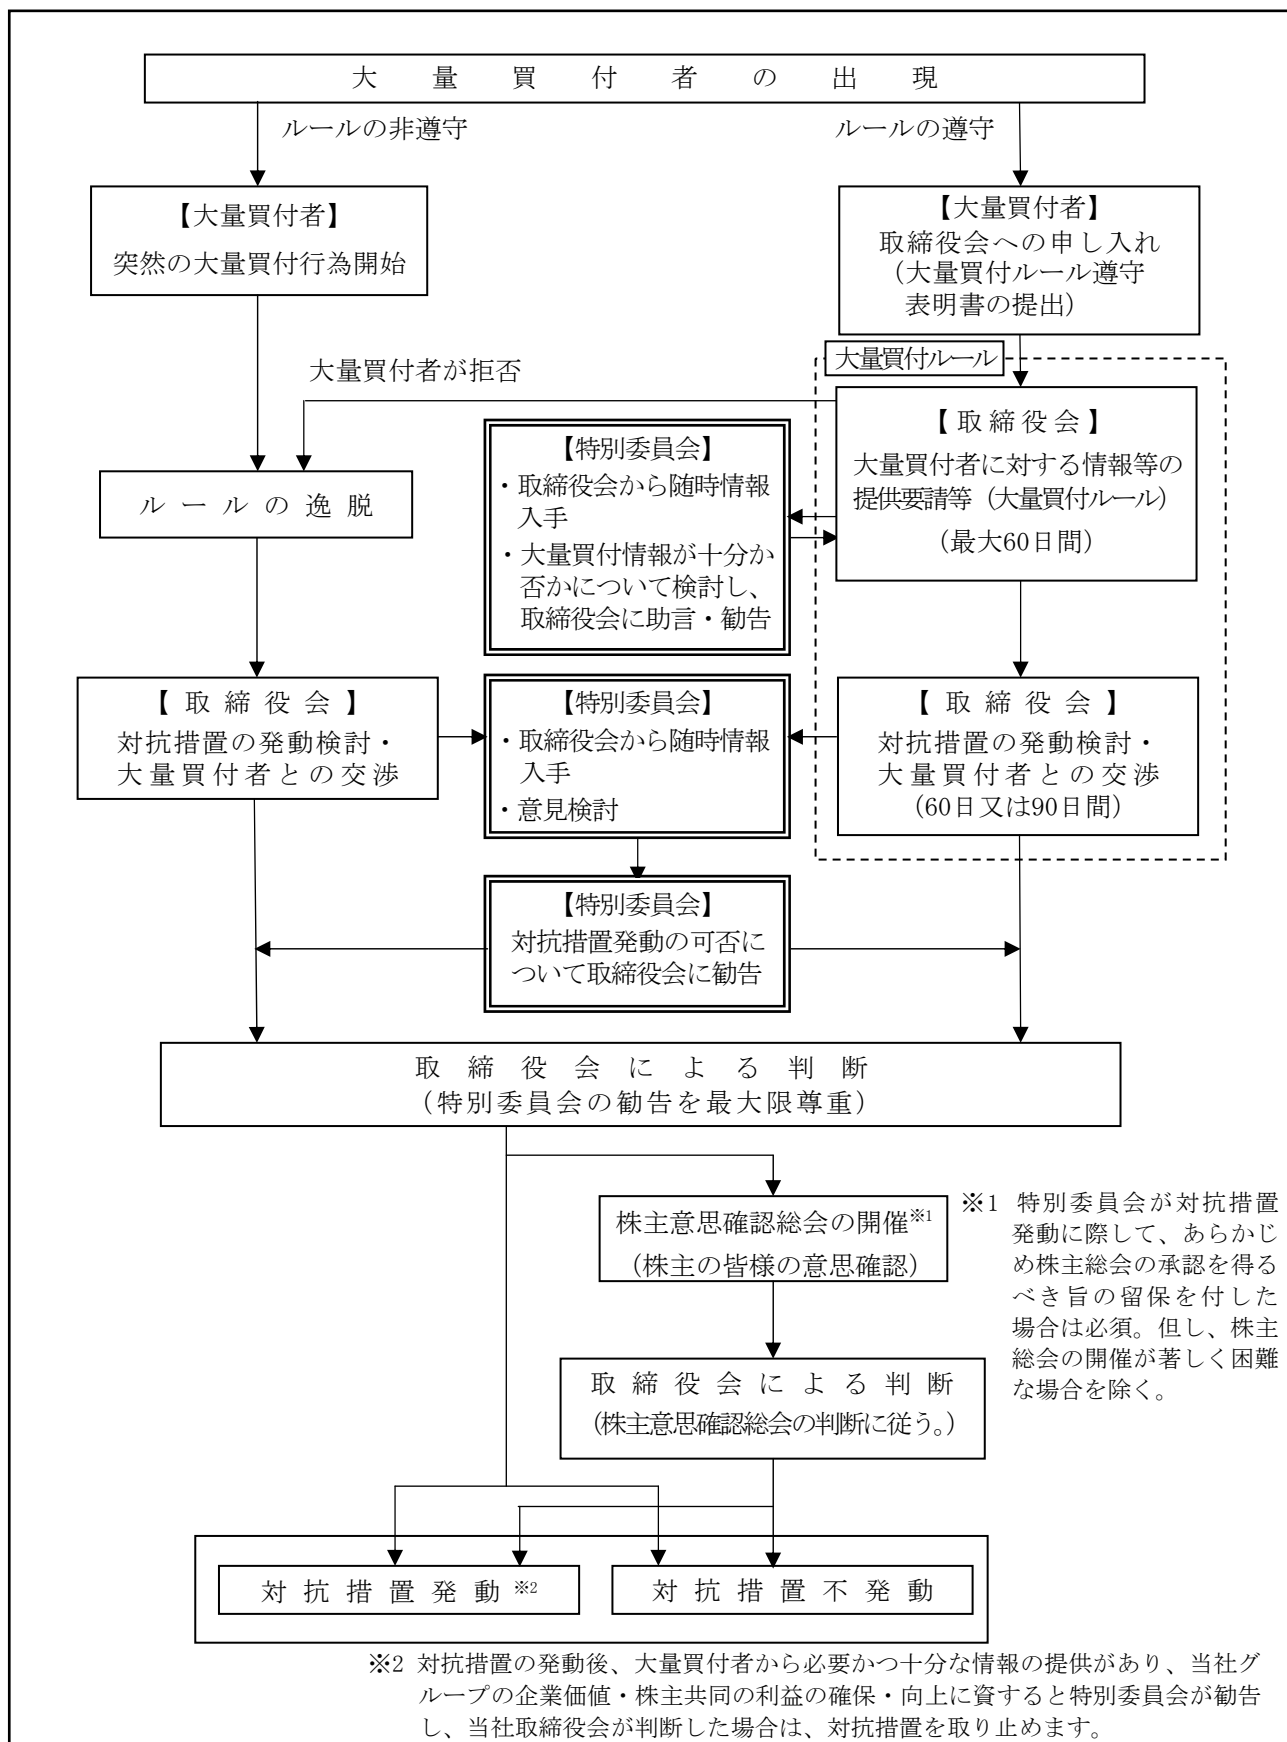 大量買付者の出現
ルールの非遵守
ルールの遵守
【大量買付者】
突然の大量買付行為開始
【大量買付者】
取締役会への申し入れ
（大量買付ルール遵守
表明書の提出）
大量買付ルール
大量買付者が拒否
【取締役会】
大量買付者に対する情報等の
提供要請等（大量買付ルール）
（最大60日間）
【特別委員会】
・取締役会から随時情報
入手
・大量買付情報が十分か
否かについて検討し、
取締役会に助言・勧告
ルールの逸脱
【取締役会】
対抗措置の発動検討・
大量買付者との交渉
【特別委員会】
・取締役会から随時情報
入手
・意見検討
【取締役会】
対抗措置の発動検討・
大量買付者との交渉
（60日又は90日間）
【特別委員会】
対抗措置発動の可否に
ついて取締役会に勧告
取締役会による判断
（特別委員会の勧告を最大限尊重）
株主意思確認総会の開催※1
（株主の皆様の意思確認）
※1 特別委員会が対抗措置
発動に際して、あらかじ
め株主総会の承認を得る
べき旨の留保を付した
場合は必須。但し、株主
総会の開催が著しく困難
な場合を除く。
取締役会による判断
（株主意思確認総会の判断に従う。）
対抗措置発動※2
対抗措置不発動
※2 対抗措置の発動後、大量買付者から必要かつ十分な情報の提供があり、当社グ
ループの企業価値・株主共同の利益の確保・向上に資すると特別委員会が勧告
し、当社取締役会が判断した場合は、対抗措置を取り止めます。